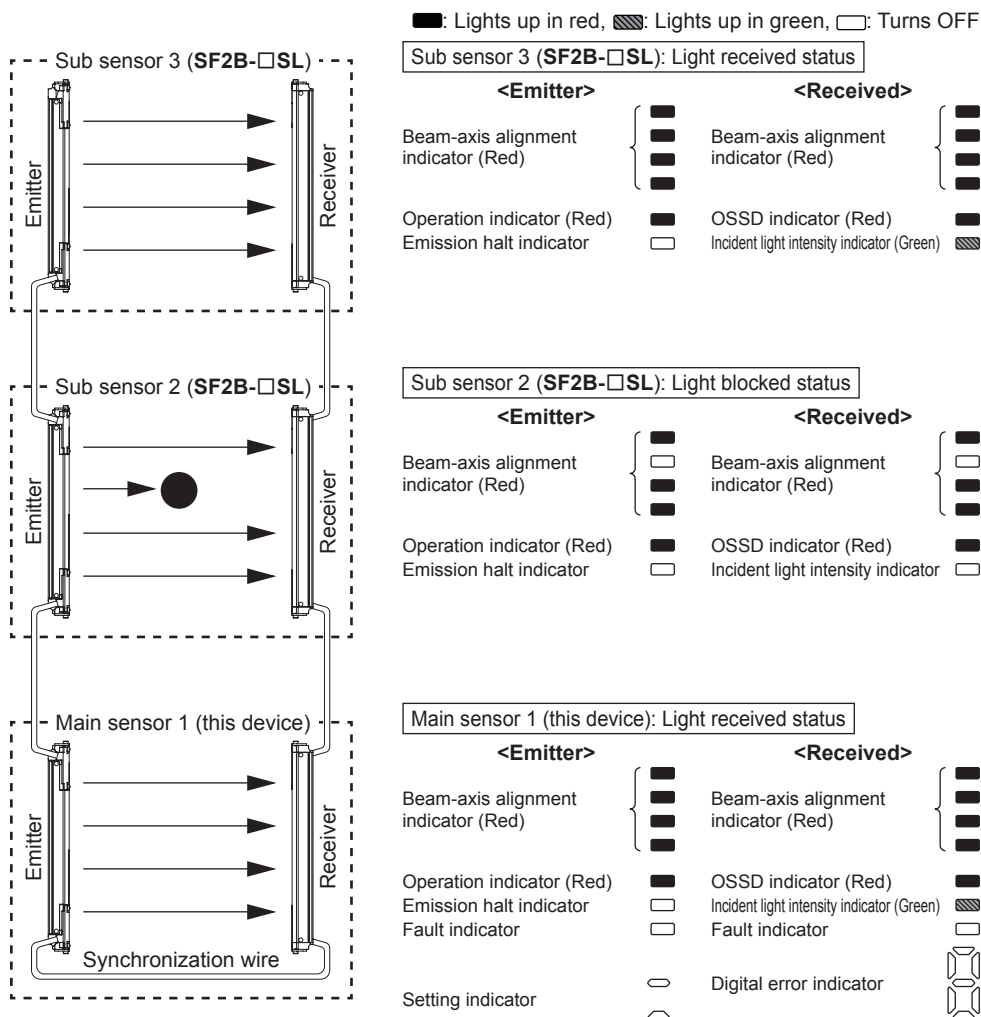 : Lights up in red, : Lights up in green, : Turns OFF
Sub sensor 3 (SF2B-□SL)
Emitter
Receiver
Sub sensor 3 (SF2B-□SL): Light received status
<Emitter>
<Received>
Beam-axis alignment
indicator (Red)
Beam-axis alignment
indicator (Red)
Operation indicator (Red)
OSSD indicator (Red)
Emission halt indicator
Incident light intensity indicator (Green)
Sub sensor 2 (SF2B-□SL)
Emitter
Receiver
Sub sensor 2 (SF2B-□SL): Light blocked status
<Emitter>
<Received>
Beam-axis alignment
indicator (Red)
Beam-axis alignment
indicator (Red)
Operation indicator (Red)
OSSD indicator (Red)
Emission halt indicator
Incident light intensity indicator
Main sensor 1 (this device)
Emitter
Receiver
Synchronization wire
Main sensor 1 (this device): Light received status
<Emitter>
<Received>
Beam-axis alignment
indicator (Red)
Beam-axis alignment
indicator (Red)
Operation indicator (Red)
OSSD indicator (Red)
Emission halt indicator
Incident light intensity indicator (Green)
Fault indicator
Fault indicator
Setting indicator
Digital error indicator